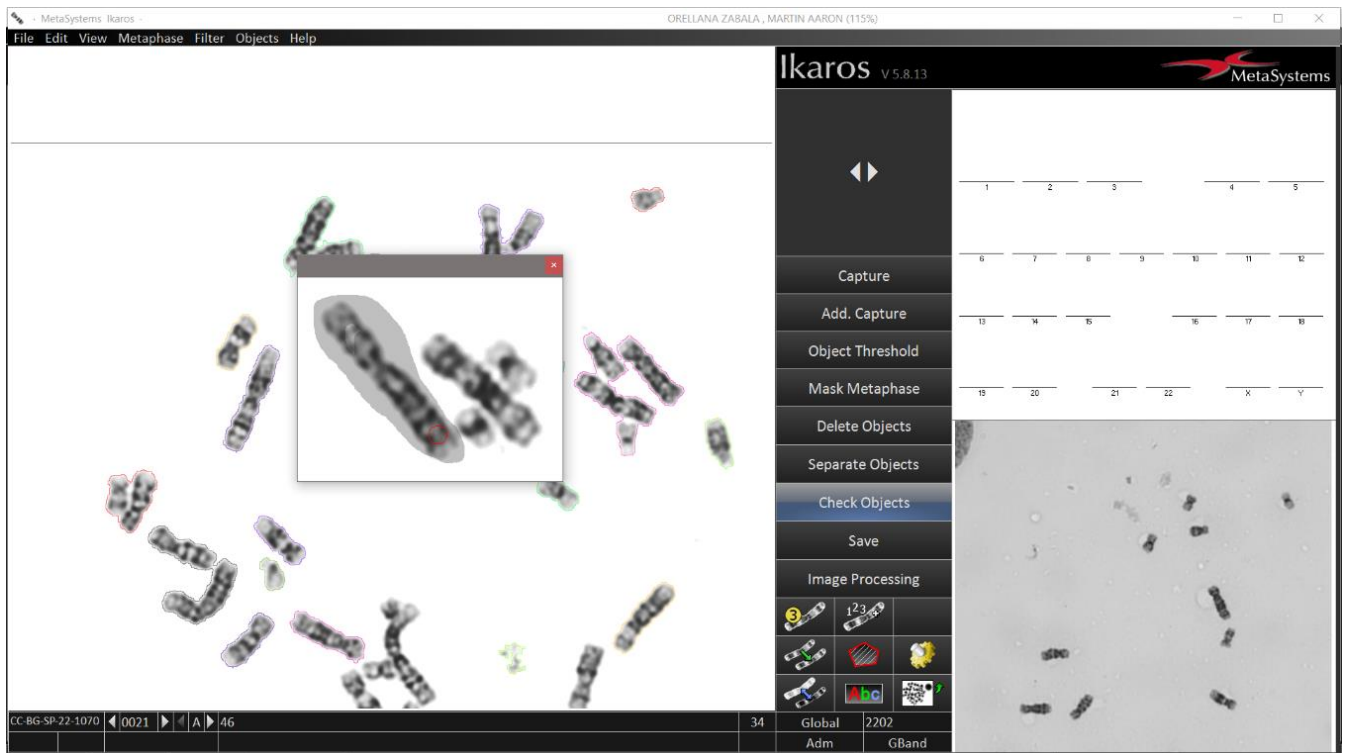 - MetaSystems Ikaros -
ORELLANA ZABALA , MARTIN AARON (115%)
File Edit View Metaphase Filter Objects Help
Ikaros V 5.8.13
MetaSystems
Capture
Add. Capture
Object Threshold
Mask Metaphase
Delete Objects
Separate Objects
Check Objects
Save
Image Processing
1 2 3 4 5
6 7 8 9 10 11 12
13 14 15 16 17 18
19 20 21 22 X Y
3
123
Abc
CC-BG-SP-22-1070 0021 A 46 34 Global 2202
Adm GBand